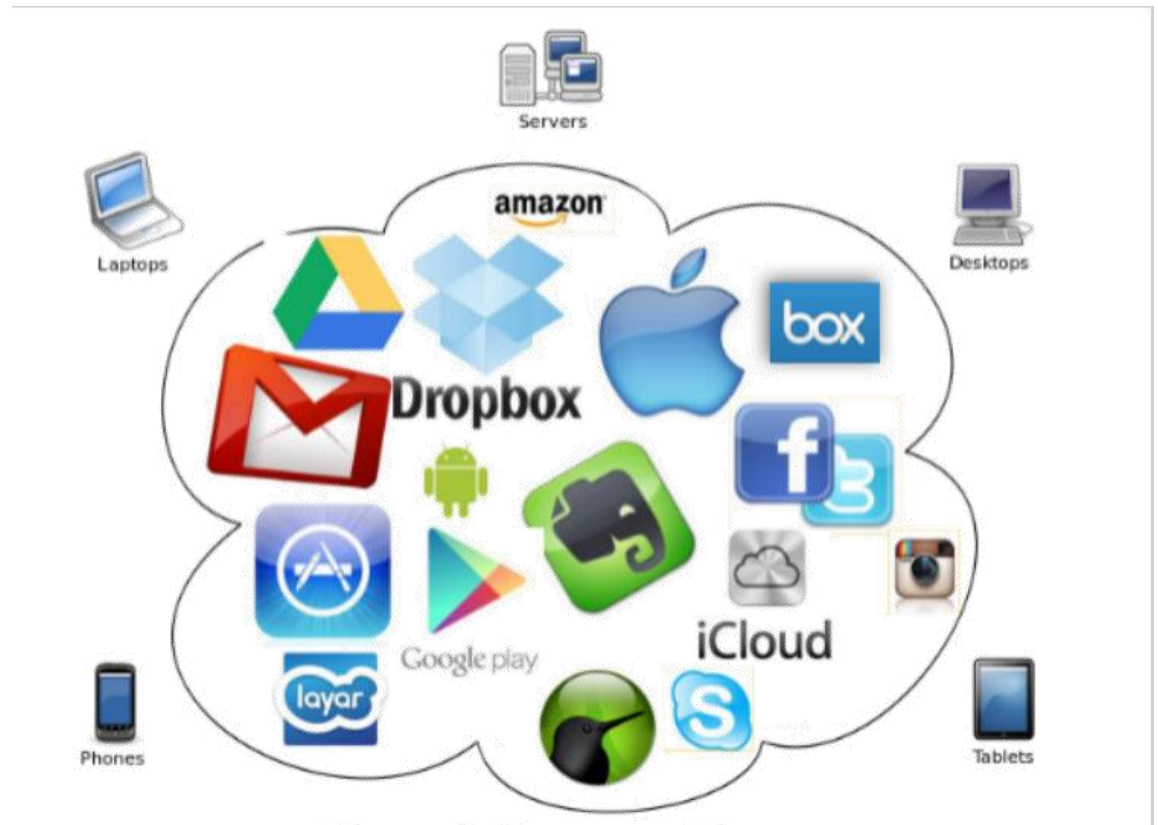 Servers
amazon
Laptops
Desktops
box
Dropbox
f
t
iCloud
Google play
layar
S
Phones
Tablets